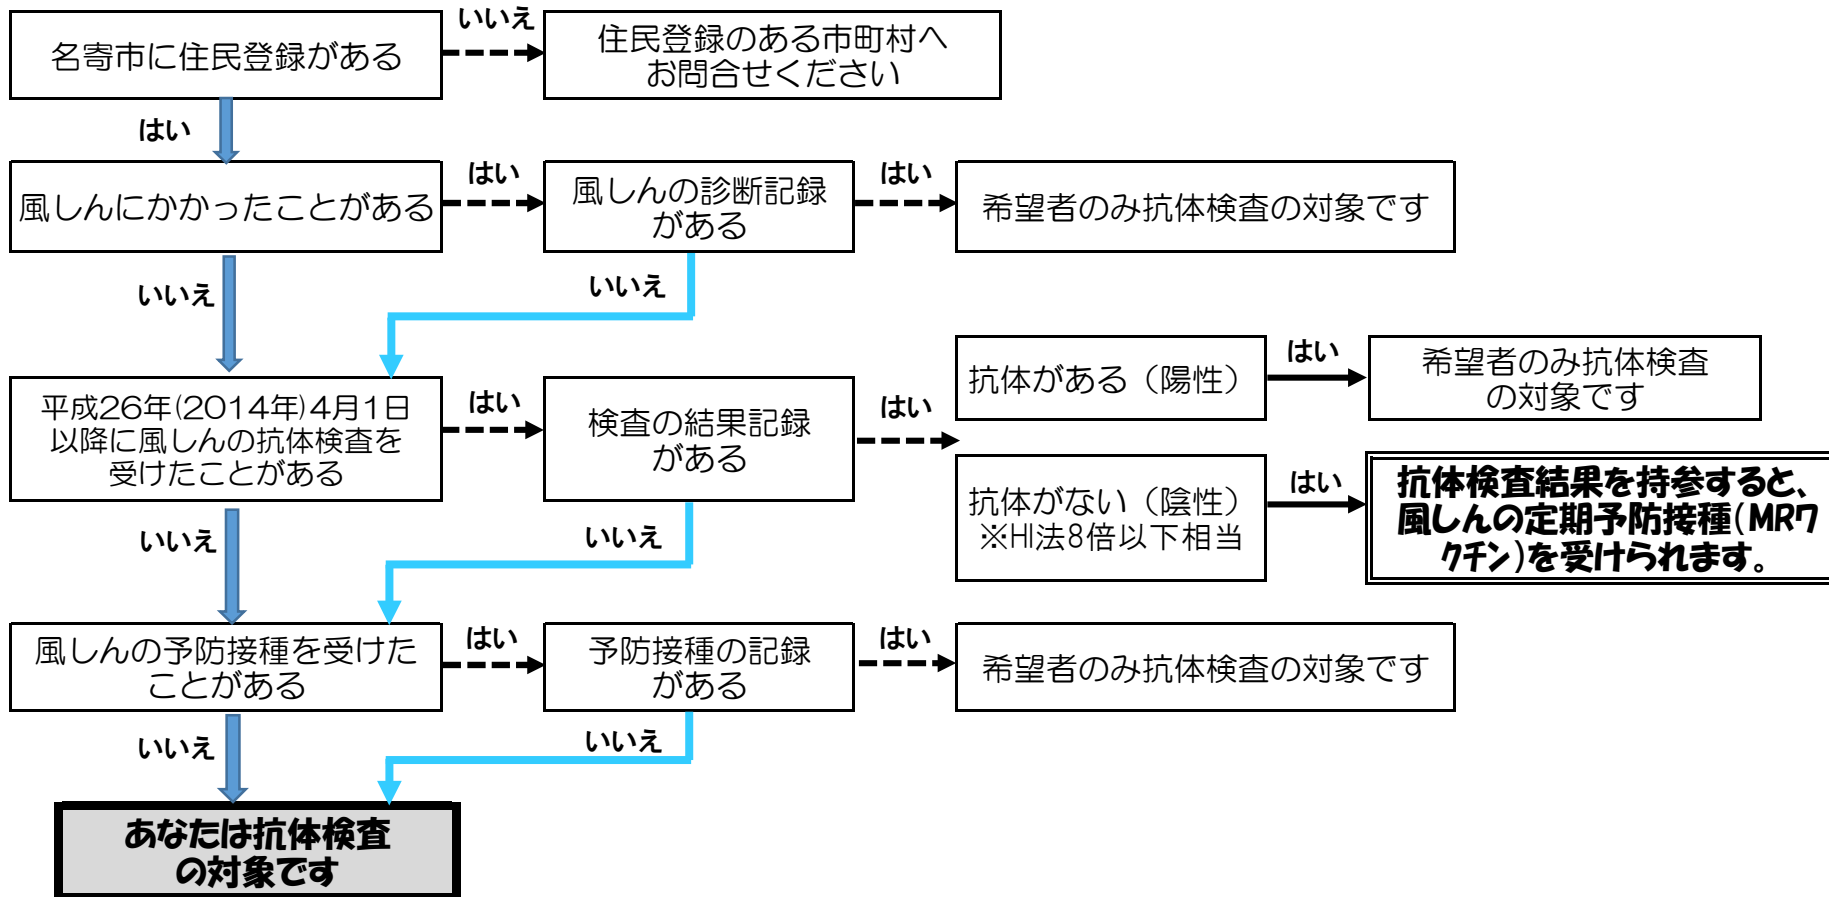 名寄市に住民登録がある
いいえ
住民登録のある市町村へ
お問合せください
はい
風しんにかかったことがある
はい
風しんの診断記録
がある
はい
希望者のみ抗体検査の対象です
いいえ
いいえ
平成26年(2014年)4月1日
以降に風しんの抗体検査を
受けたことがある
はい
検査の結果記録
がある
はい
抗体がある（陽性）
はい
希望者のみ抗体検査
の対象です
抗体がない（陰性）
※HI法8倍以下相当
はい
抗体検査結果を持参すると、
風しんの定期予防接種(MRワ
クチン)を受けられます。
いいえ
いいえ
風しんの予防接種を受けた
ことがある
はい
予防接種の記録
がある
はい
希望者のみ抗体検査の対象です
いいえ
いいえ
あなたは抗体検査
の対象です